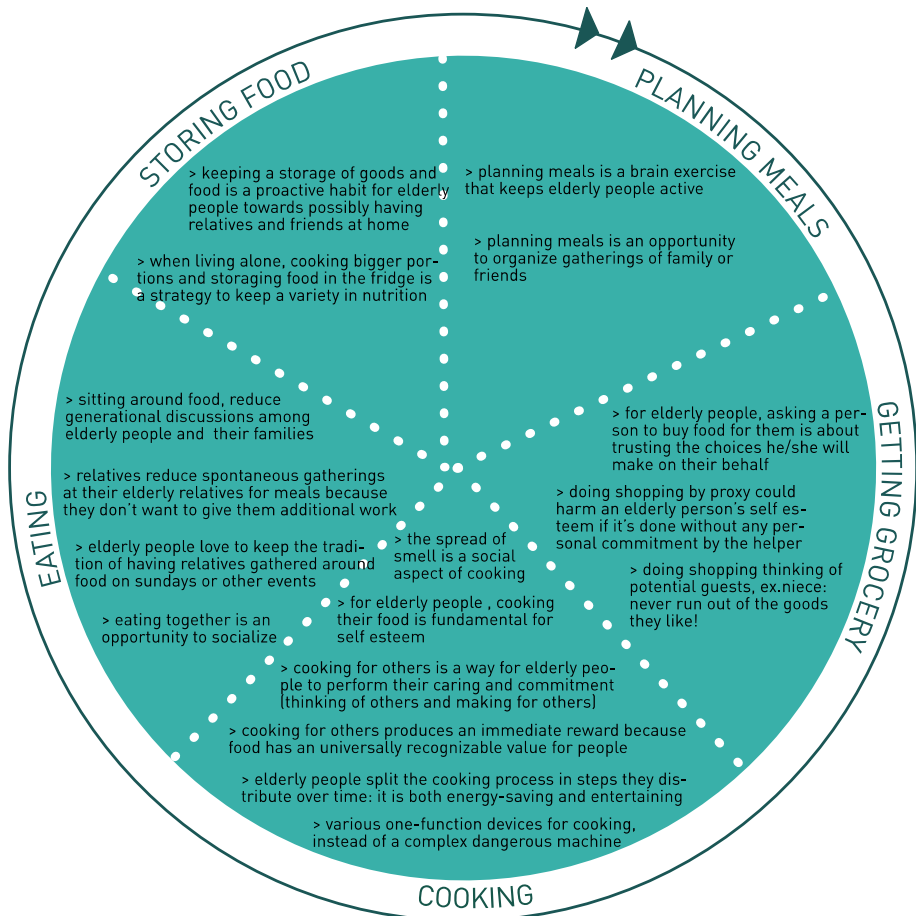 STORING FOOD
> keeping a storage of goods and
food is a proactive habit for elderly
people towards possibly having
relatives and friends at home
> when living alone, cooking bigger por-
tions and storaging food in the fridge is
a strategy to keep a variety in nutrition
PLANNING MEALS
> planning meals is a brain exercise
that keeps elderly people active
> planning meals is an opportunity
to organize gatherings of family or
friends
GETTING GROCERY
> for elderly people, asking a per-
son to buy food for them is about
trusting the choices he/she will
make on their behalf
> doing shopping by proxy could
harm an elderly person's self es-
teem if it's done without any per-
sonal commitment by the helper
> doing shopping thinking of
potential guests, ex.niece:
never run out of the goods
they like!
EATING
> sitting around food, reduce
generational discussions among
elderly people and  their families
> relatives reduce spontaneous gatherings
at their elderly relatives for meals because
they don't want to give them additional work
> elderly people love to keep the tradi-
tion of having relatives gathered around
food on sundays or other events
> eating together is an
opportunity to socialize
> the spread of
smell is a social
aspect of cooking
> for elderly people , cooking
their food is fundamental for
self esteem
> cooking for others is a way for elderly peo-
ple to perform their caring and commitment
(thinking of others and making for others)
> cooking for others produces an immediate reward because
food has an universally recognizable value for people
> elderly people split the cooking process in steps they dis-
tribute over time: it is both energy-saving and entertaining
> various one-function devices for cooking,
instead of a complex dangerous machine
COOKING